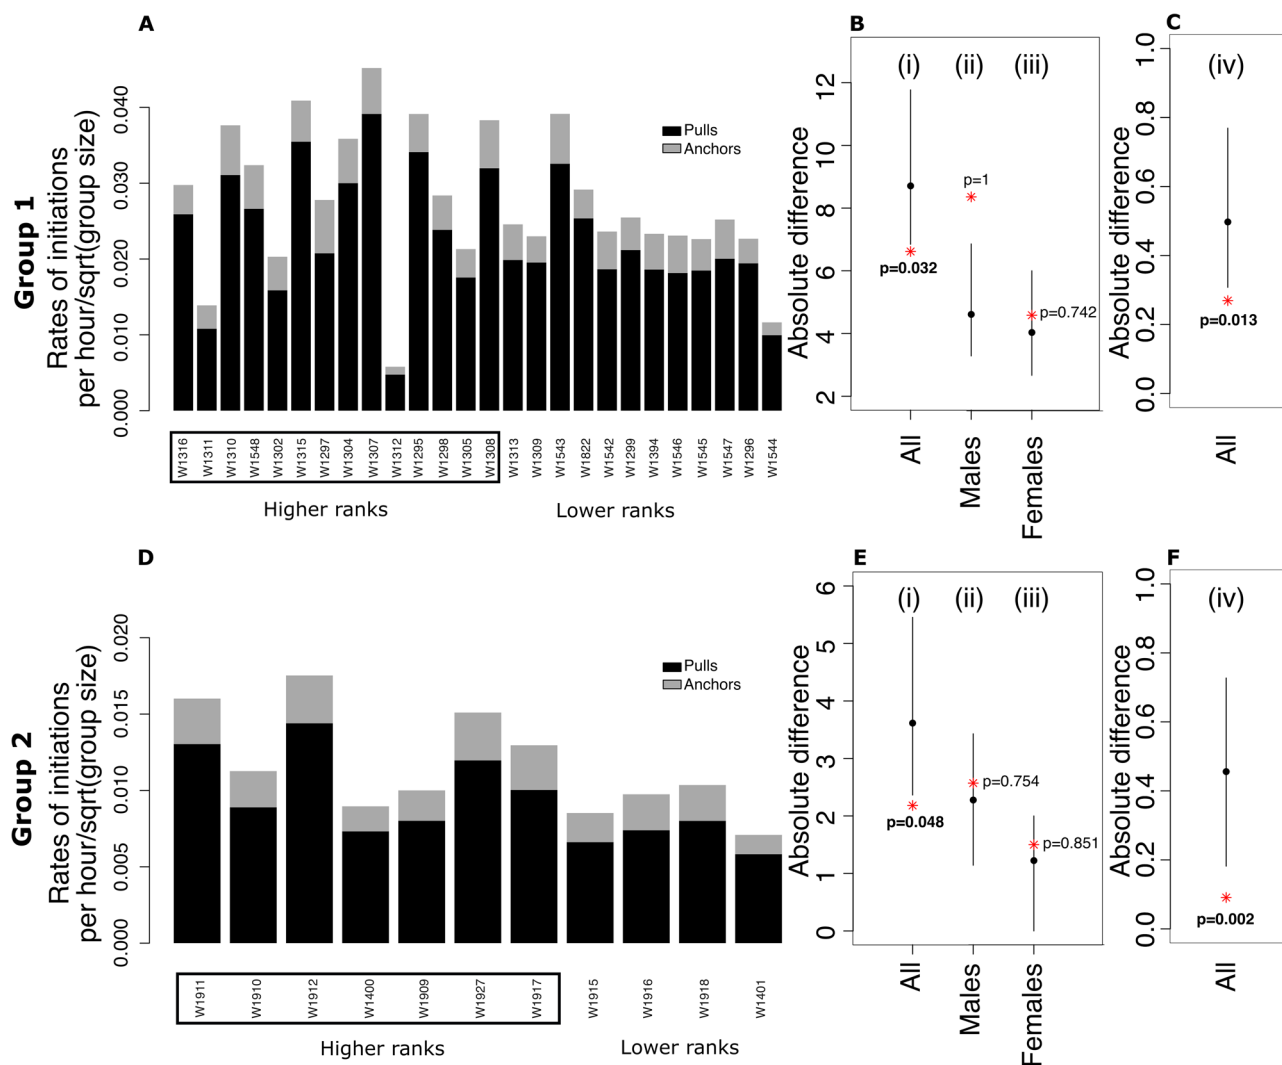 A
Group 1
Rates of initiations
per hour/sqrt(group size)
0.000
0.010
0.020
0.030
0.040
Pulls
Anchors
W1316
W1311
W1310
W1548
W1302
W1315
W1297
W1304
W1307
W1312
W1295
W1298
W1305
W1308
W1313
W1309
W1543
W1822
W1542
W1299
W1394
W1546
W1545
W1547
W1296
W1544
Higher ranks
Lower ranks
B
Absolute difference
2
4
6
8
10
12
(i)
(ii)
(iii)
p=0.032
p=1
p=0.742
All
Males
Females
C
Absolute difference
0.0
0.2
0.4
0.6
0.8
1.0
(iv)
p=0.013
All
D
Group 2
Rates of initiations
per hour/sqrt(group size)
0.000
0.005
0.010
0.015
0.020
Pulls
Anchors
W1911
W1910
W1912
W1400
W1909
W1927
W1917
W1915
W1916
W1918
W1401
Higher ranks
Lower ranks
E
Absolute difference
0
1
2
3
4
5
6
(i)
(ii)
(iii)
p=0.048
p=0.754
p=0.851
All
Males
Females
F
Absolute difference
0.0
0.2
0.4
0.6
0.8
1.0
(iv)
p=0.002
All